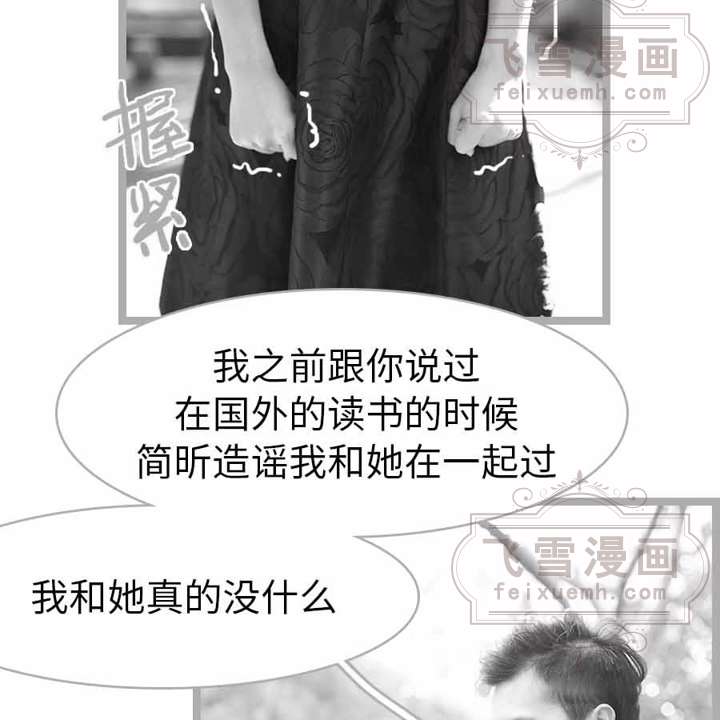 飞雪漫画
feixuemh.com
握紧
我之前跟你说过
在国外的读书的时候
简昕造谣我和她在一起过
飞雪漫画
feixuemh.com
我和她真的没什么